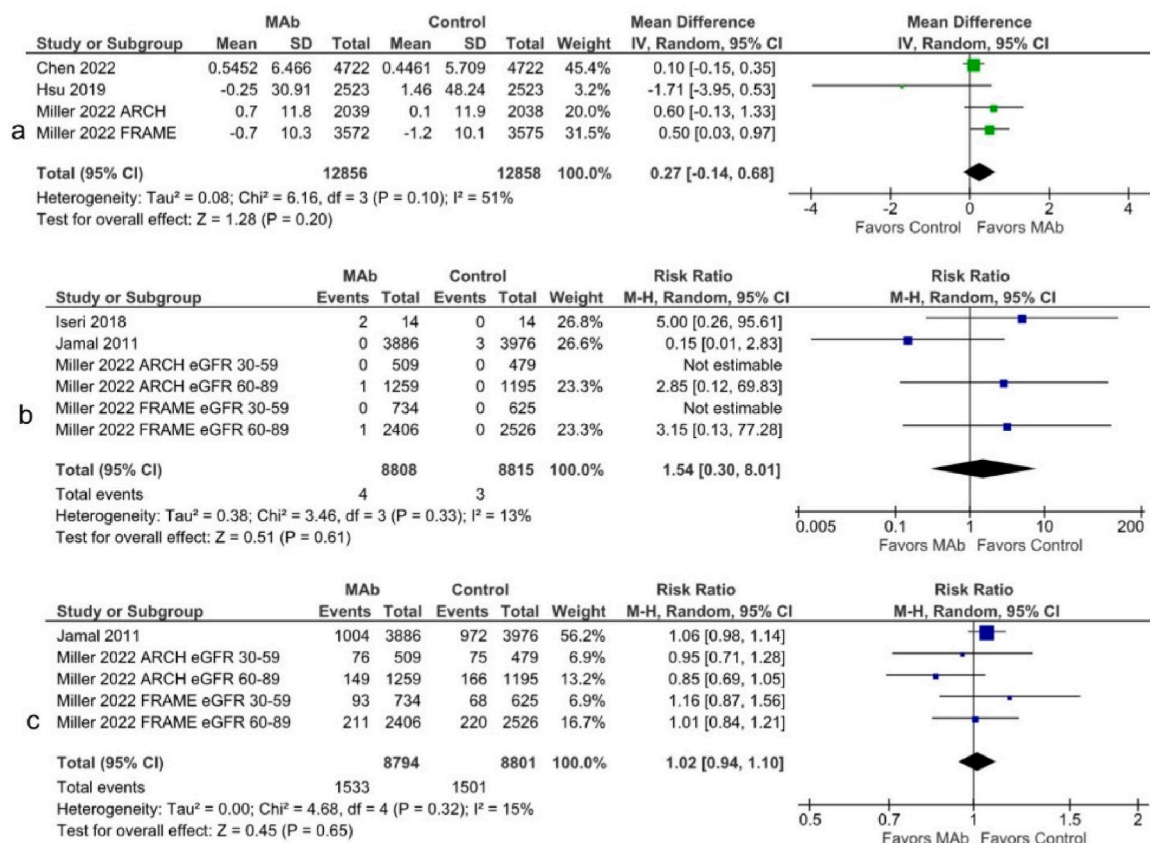 MAb Control Mean Difference Mean Difference
Study or Subgroup Mean SD Total Mean SD Total Weight IV, Random, 95% CI IV, Random, 95% CI
Chen 2022 0.5452 6.466 4722 0.4461 5.709 4722 45.4% 0.10 [-0.15, 0.35]
Hsu 2019 -0.25 30.91 2523 1.46 48.24 2523 3.2% -1.71 [-3.95, 0.53]
Miller 2022 ARCH 0.7 11.8 2039 0.1 11.9 2038 20.0% 0.60 [-0.13, 1.33]
a Miller 2022 FRAME -0.7 10.3 3572 -1.2 10.1 3575 31.5% 0.50 [0.03, 0.97]
Total (95% CI) 12856 12858 100.0% 0.27 [-0.14, 0.68]
Heterogeneity: Tau² = 0.08; Chi² = 6.16, df = 3 (P = 0.10); I² = 51%
Test for overall effect: Z = 1.28 (P = 0.20)
-4 -2 0 2 4
Favors Control Favors MAb
MAb Control Risk Ratio Risk Ratio
Study or Subgroup Events Total Events Total Weight M-H, Random, 95% CI M-H, Random, 95% CI
Iseri 2018 2 14 0 14 26.8% 5.00 [0.26, 95.61]
Jamal 2011 0 3886 3 3976 26.6% 0.15 [0.01, 2.83]
Miller 2022 ARCH eGFR 30-59 0 509 0 479 Not estimable
Miller 2022 ARCH eGFR 60-89 1 1259 0 1195 23.3% 2.85 [0.12, 69.83]
Miller 2022 FRAME eGFR 30-59 0 734 0 625 Not estimable
b Miller 2022 FRAME eGFR 60-89 1 2406 0 2526 23.3% 3.15 [0.13, 77.28]
Total (95% CI) 8808 8815 100.0% 1.54 [0.30, 8.01]
Total events 4 3
Heterogeneity: Tau² = 0.38; Chi² = 3.46, df = 3 (P = 0.33); I² = 13%
Test for overall effect: Z = 0.51 (P = 0.61)
0.005 0.1 1 10 200
Favors MAb Favors Control
MAb Control Risk Ratio Risk Ratio
Study or Subgroup Events Total Events Total Weight M-H, Random, 95% CI M-H, Random, 95% CI
Jamal 2011 1004 3886 972 3976 56.2% 1.06 [0.98, 1.14]
Miller 2022 ARCH eGFR 30-59 76 509 75 479 6.9% 0.95 [0.71, 1.28]
Miller 2022 ARCH eGFR 60-89 149 1259 166 1195 13.2% 0.85 [0.69, 1.05]
Miller 2022 FRAME eGFR 30-59 93 734 68 625 7.2% 1.16 [0.87, 1.56]
c Miller 2022 FRAME eGFR 60-89 211 2406 220 2526 16.7% 1.01 [0.84, 1.21]
Total (95% CI) 8794 8801 100.0% 1.02 [0.94, 1.10]
Total events 1533 1501
Heterogeneity: Tau² = 0.00; Chi² = 4.68, df = 4 (P = 0.32); I² = 15%
Test for overall effect: Z = 0.45 (P = 0.65)
0.5 0.7 1 1.5 2
Favors MAb Favors Control